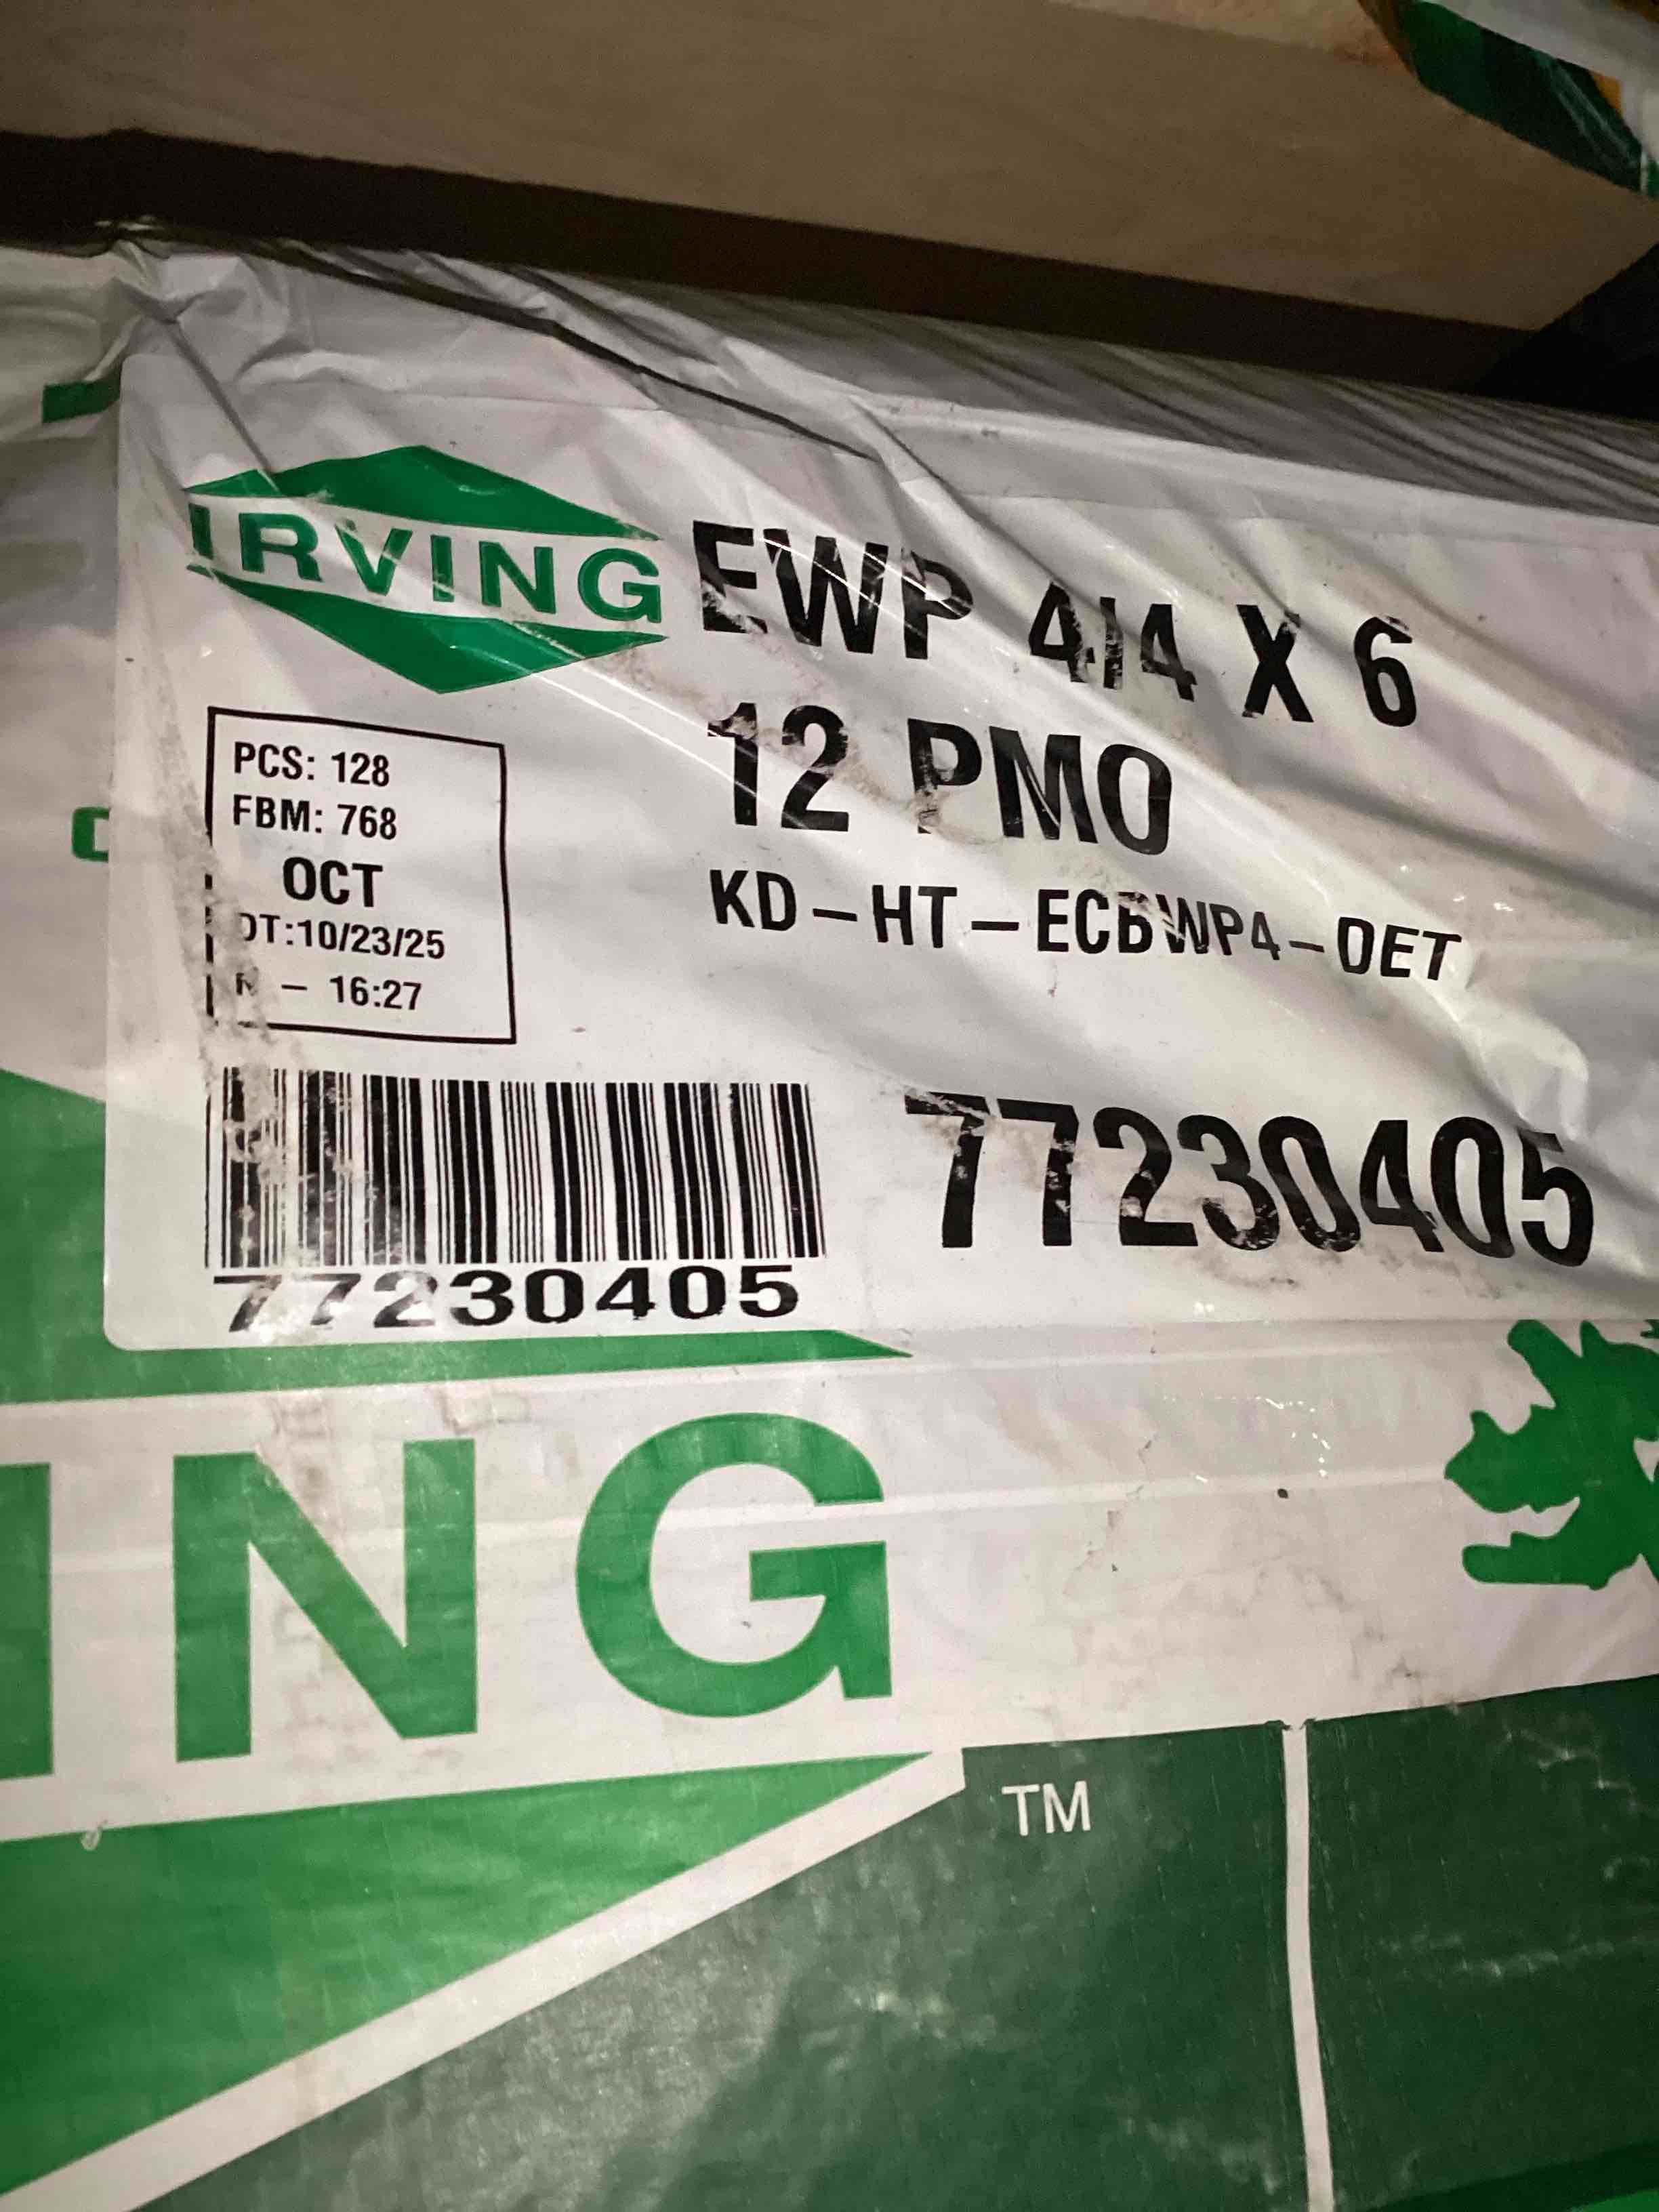 IRVING
EWP 4/4 X 6
12 PMO
KD-HT-ECBWP4-OET
PCS: 128
FBM: 768
OCT
DT:10/23/25
- 16:27
77230405
77230405
ING
TM